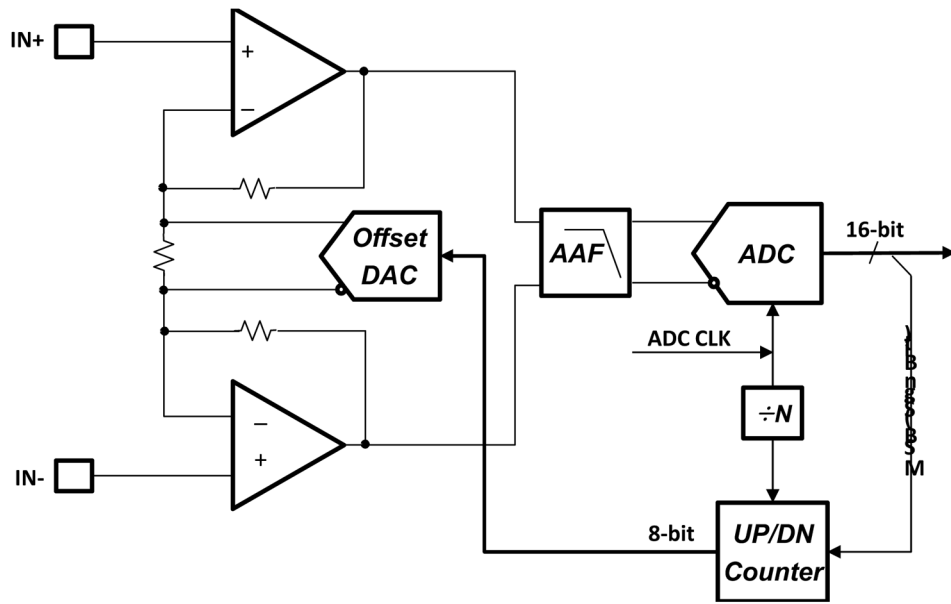 IN+
+
−
Offset
DAC
AAF
ADC
16-bit
ADC CLK
÷N
−
+
IN-
8-bit
UP/DN
Counter